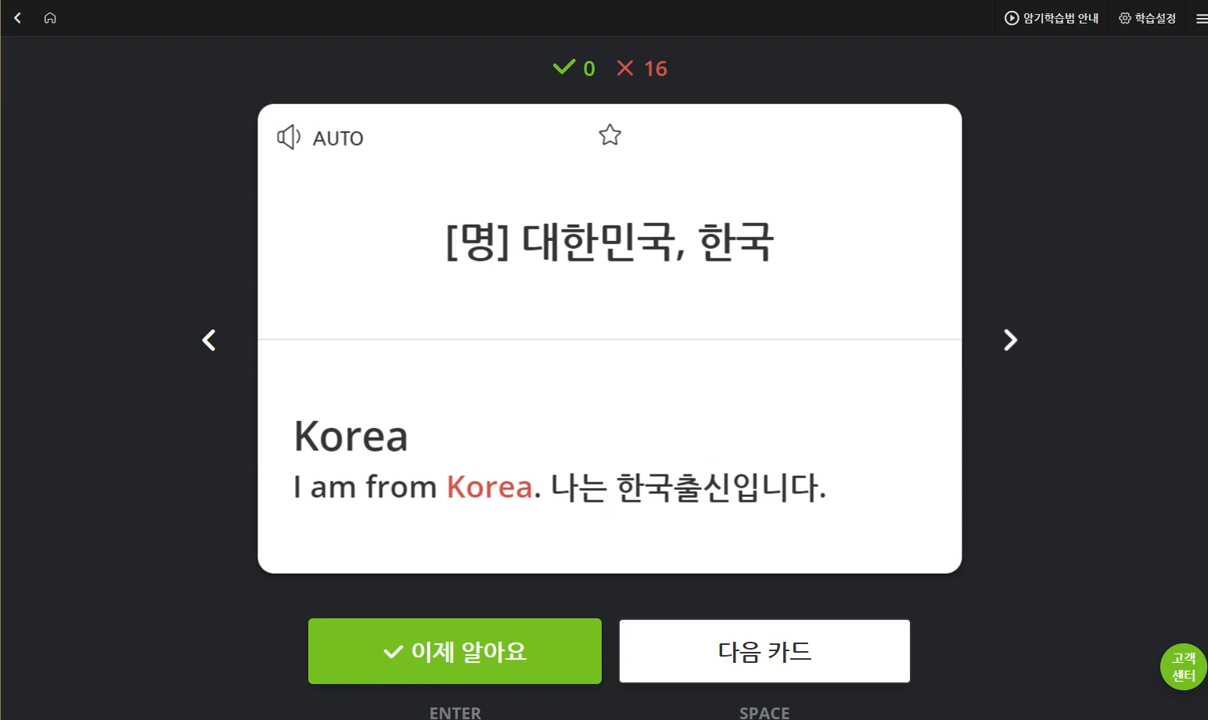 암기학습법 안내 학습설정
0 16
AUTO
[명] 대한민국, 한국
Korea
I am from Korea. 나는 한국출신입니다.
이제 알아요 다음 카드
고객
센터
ENTER SPACE